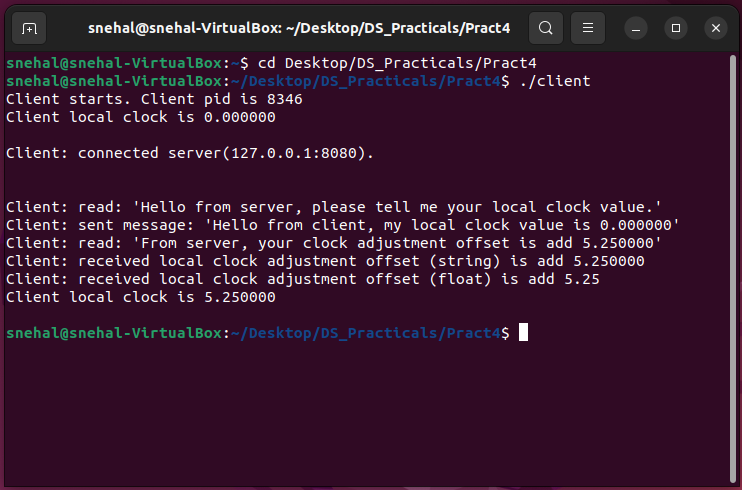 snehal@snehal-VirtualBox: ~/Desktop/DS_Practicals/Pract4
snehal@snehal-VirtualBox:~$ cd Desktop/DS_Practicals/Pract4
snehal@snehal-VirtualBox:~/Desktop/DS_Practicals/Pract4$ ./client
Client starts. Client pid is 8346
Client local clock is 0.000000
Client: connected server(127.0.0.1:8080).
Client: read: 'Hello from server, please tell me your local clock value.'
Client: sent message: 'Hello from client, my local clock value is 0.000000'
Client: read: 'From server, your clock adjustment offset is add 5.250000'
Client: received local clock adjustment offset (string) is add 5.250000
Client: received local clock adjustment offset (float) is add 5.25
Client local clock is 5.250000
snehal@snehal-VirtualBox:~/Desktop/DS_Practicals/Pract4$